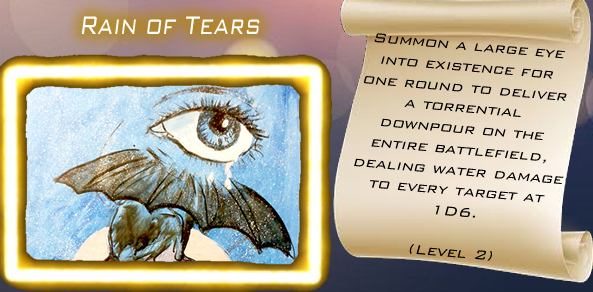 Rain of Tears
Summon a large eye
into existence for
one round to deliver
a torrential
downpour on the
entire battlefield,
dealing water damage
to every target at
1d6.
(Level 2)